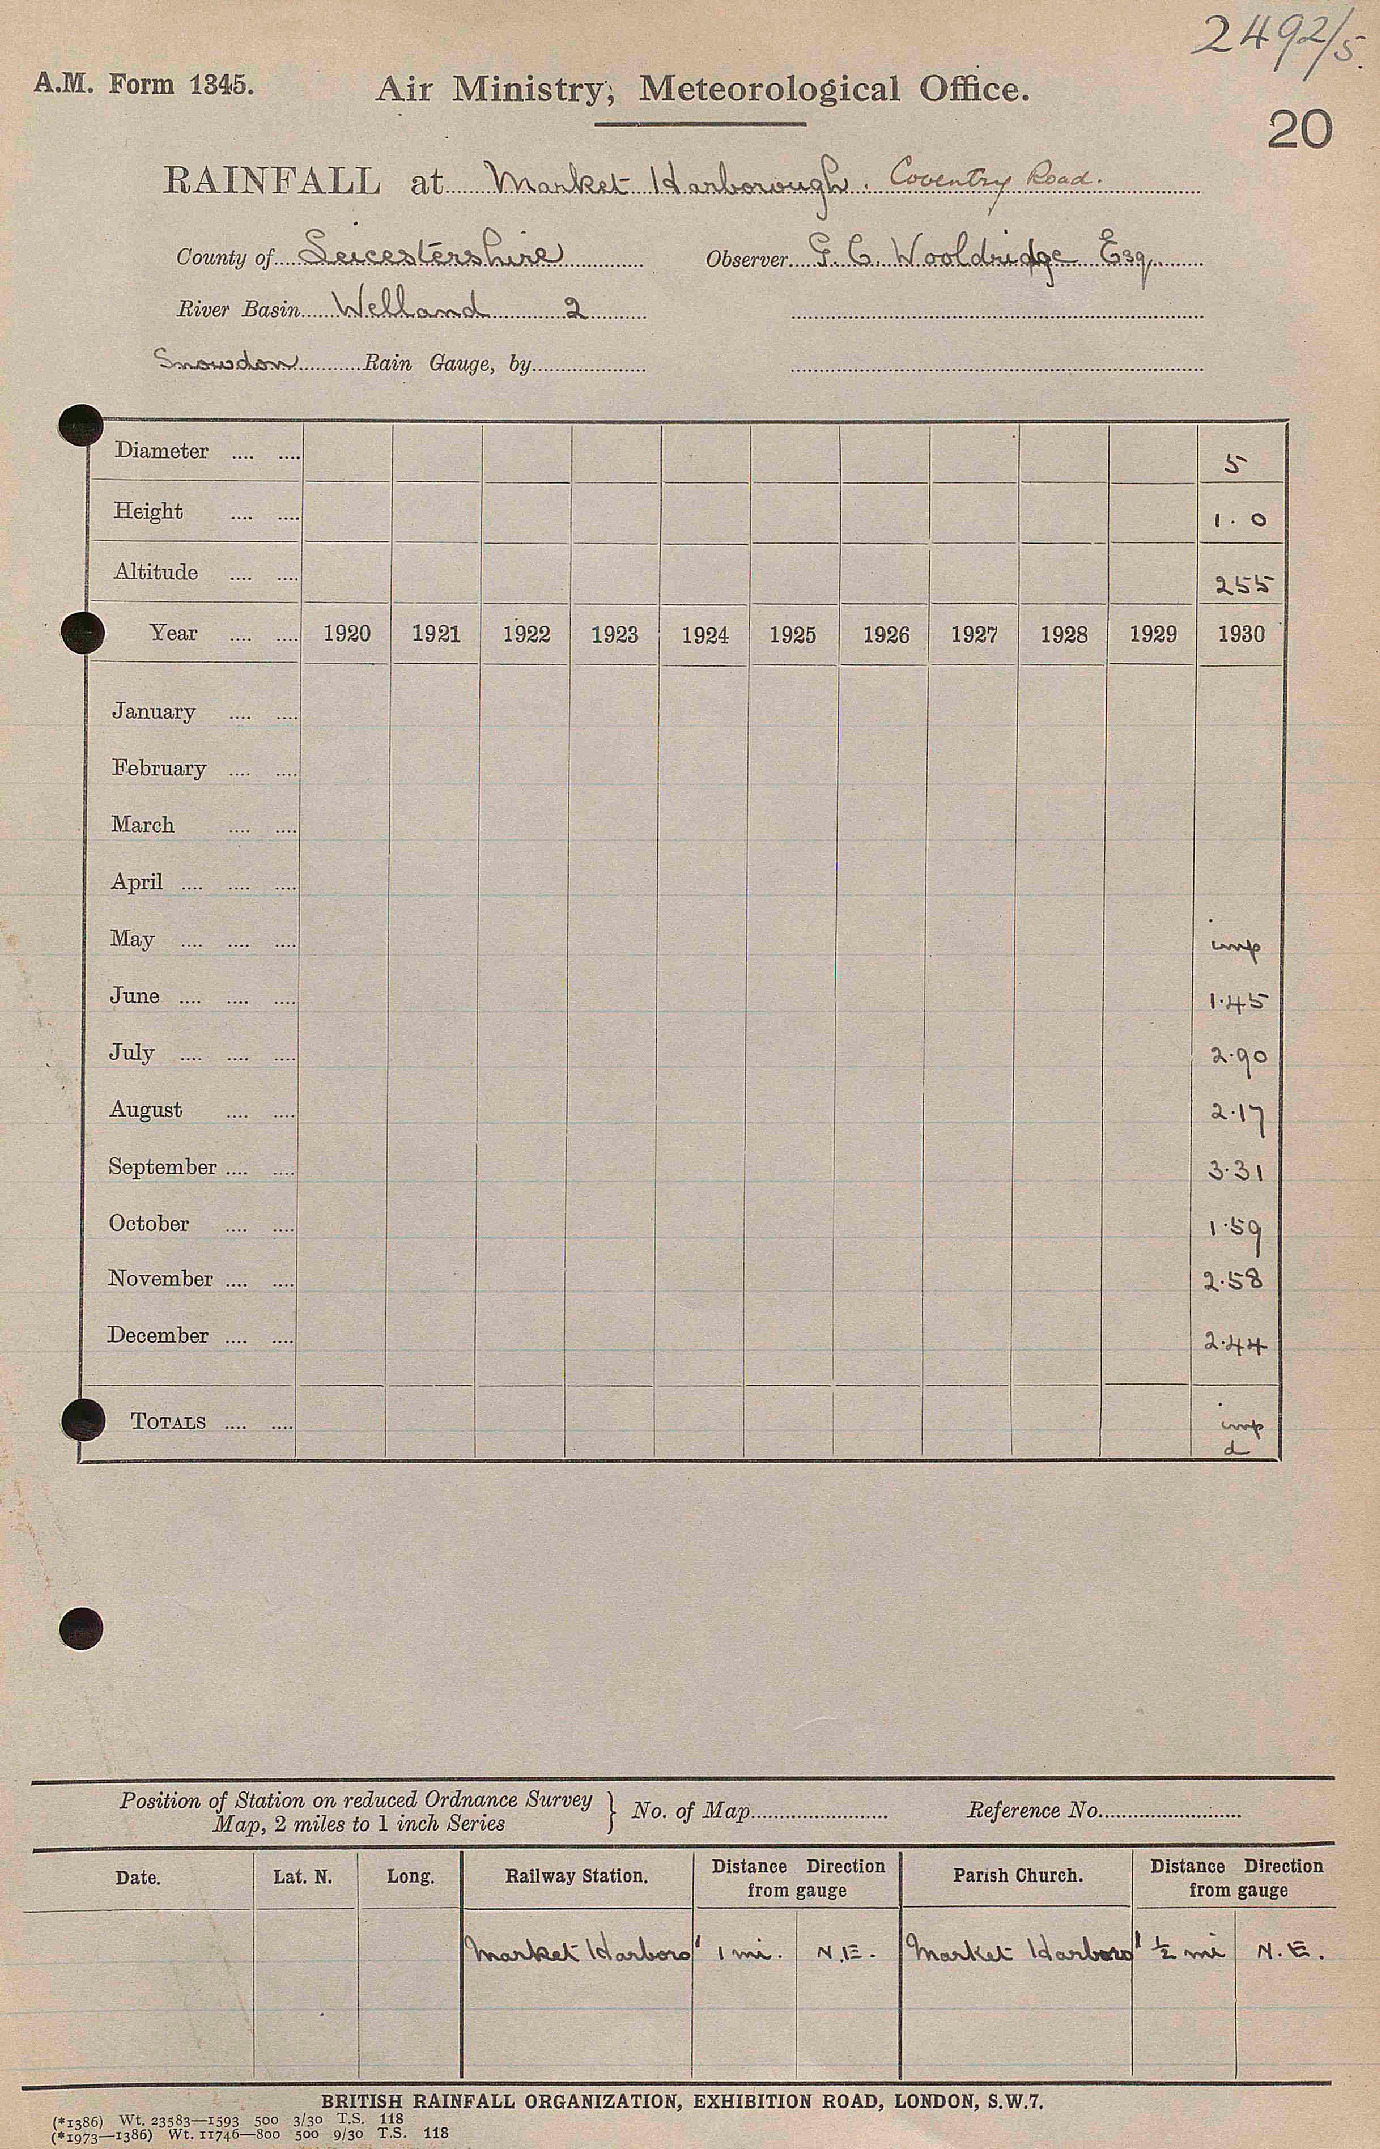 2492/5.
A.M. Form 1345. Air Ministry, Meteorological Office.
20
RAINFALL at Market Harborough. Coventry Road.
County of Leicestershire Observer G. C. Wooldridge Esq.
River Basin Welland 2
Snowdon Rain Gauge, by
Diameter .... .... 5
Height .... .... 1.0
Altitude .... .... 255
Year .... .... 1920 1921 1922 1923 1924 1925 1926 1927 1928 1929 1930
January .... ....
February .... ....
March .... ....
April .... .... ....
May .... .... .... imp
June .... .... .... 1.45
July .... .... .... 2.90
August .... .... 2.17
September .... .... 3.31
October .... .... 1.59
November .... .... 2.58
December .... .... 2.44
TOTALS .... .... imp
d
Position of Station on reduced Ordnance Survey
Map, 2 miles to 1 inch Series } No. of Map Reference No.
Date. Lat. N. Long. Railway Station. Distance Direction Parish Church. Distance Direction
from gauge from gauge
Market Harboro' 1 mi. N.E. Market Harboro' ½ mi N.E.
BRITISH RAINFALL ORGANIZATION, EXHIBITION ROAD, LONDON, S.W.7.
(*1386) Wt. 23583—1593 500 3/30 T.S. 118
(*1973—1386) Wt. 11746—800 500 9/30 T.S. 118